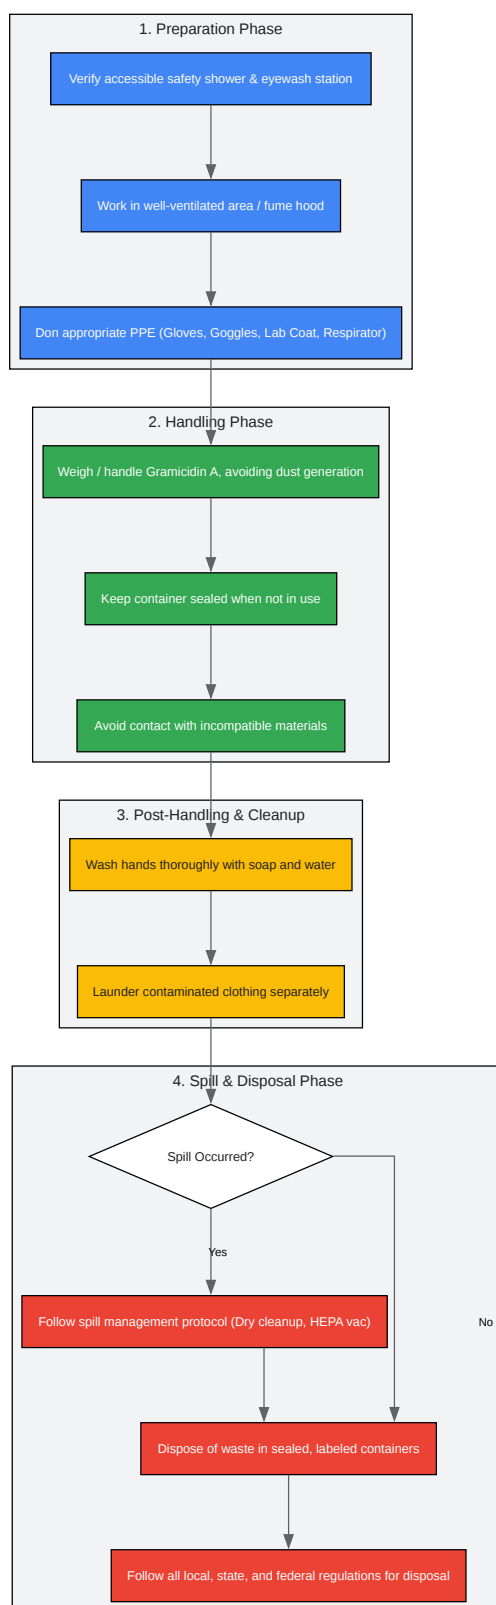 1. Preparation Phase
Verify accessible safety shower & eyewash station
Work in well-ventilated area / fume hood
Don appropriate PPE (Gloves, Goggles, Lab Coat, Respirator)
2. Handling Phase
Weigh / handle Gramicidin A, avoiding dust generation
Keep container sealed when not in use
Avoid contact with incompatible materials
3. Post-Handling & Cleanup
Wash hands thoroughly with soap and water
Launder contaminated clothing separately
4. Spill & Disposal Phase
Spill Occurred?
Yes
Follow spill management protocol (Dry cleanup, HEPA vac)
No
Dispose of waste in sealed, labeled containers
Follow all local, state, and federal regulations for disposal